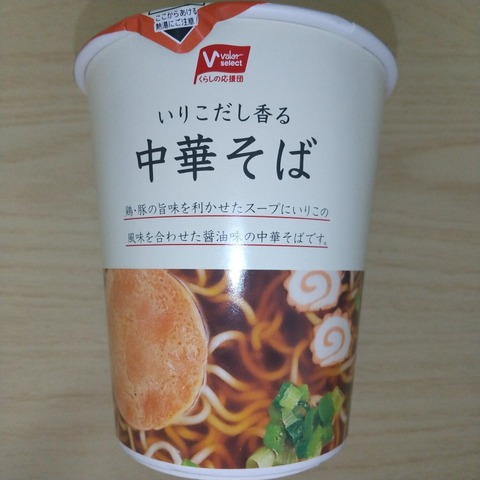 ここからあける
熱湯にご注意
V Valor
select
くらしの応援団
いりこだし香る
中華そば
鶏・豚の旨味を利かせたスープにいりこの
風味を合わせた醤油味の中華そばです。